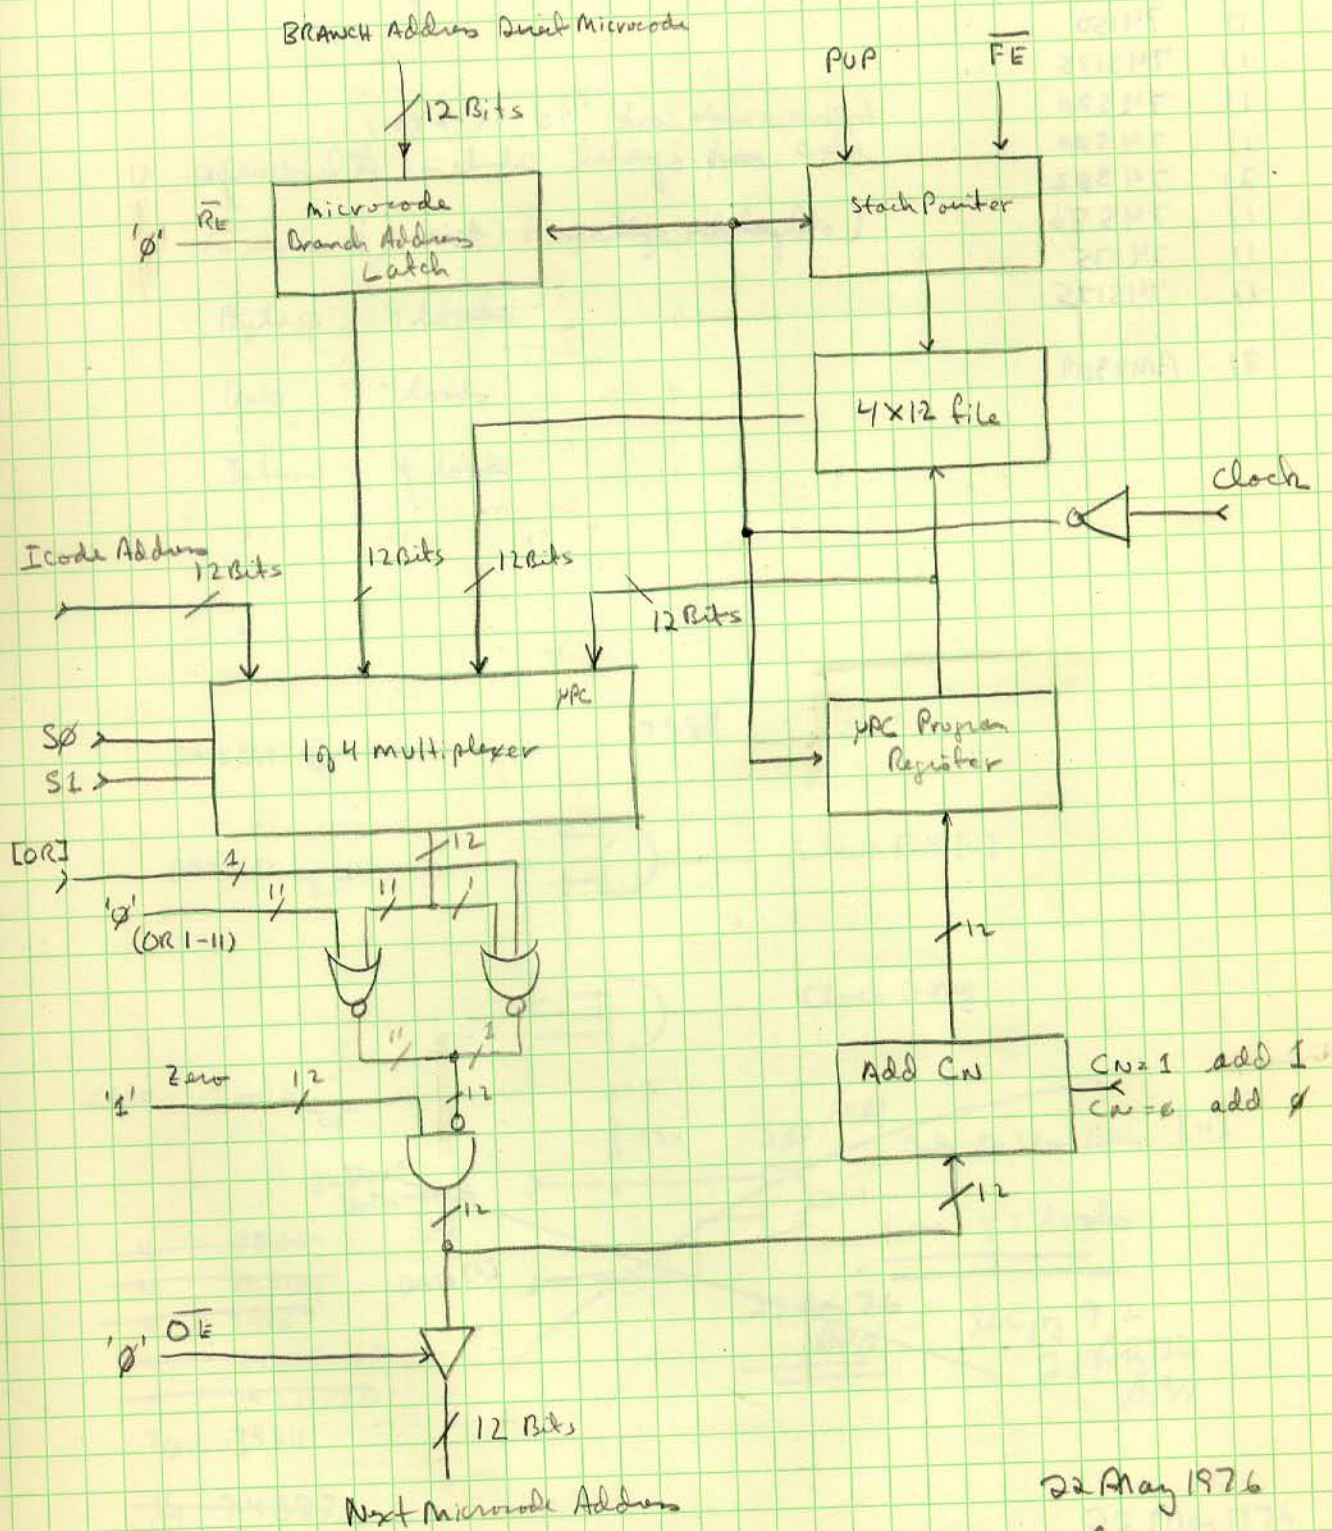 BRANCH Address Direct Microcode
PUP
FE
12 Bits
Microcode
Branch Address
Latch
'ø'
RE
Stack Pointer
4X12 file
Clock
Icode Address
12 Bits
12 Bits
12 Bits
12 Bits
µPC
SØ
S1
1 of 4 multiplexer
µPC Program
Register
[OR]
1
12
'ø'
11
11
1
(OR 1-11)
12
11
1
Zero
12
'1'
12
Add CN
CN=1 add 1
CN=0 add ø
12
12
'ø'
OE
12 Bits
Next Microcode Address
22 May 1976